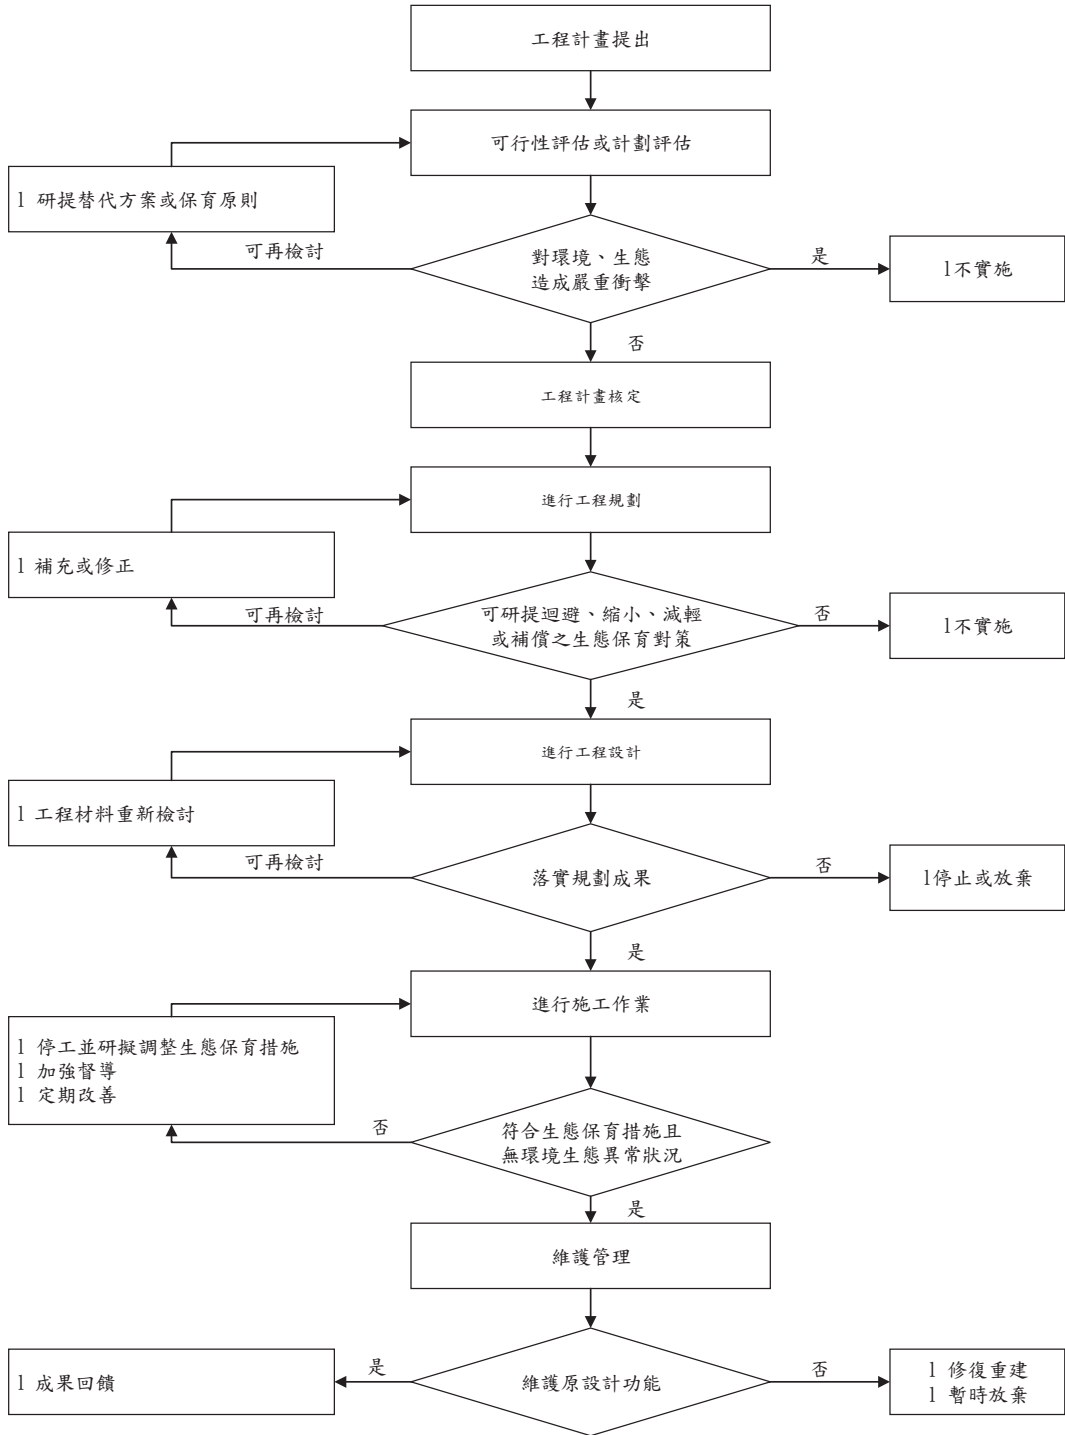 工程計畫提出
可行性評估或計劃評估
l 研提替代方案或保育原則
可再檢討
對環境、生態
造成嚴重衝擊
是
l不實施
否
工程計畫核定
進行工程規劃
l 補充或修正
可再檢討
可研提迴避、縮小、減輕
或補償之生態保育對策
否
l不實施
是
進行工程設計
l 工程材料重新檢討
可再檢討
落實規劃成果
否
l停止或放棄
是
進行施工作業
l 停工並研擬調整生態保育措施
l 加強督導
l 定期改善
否
符合生態保育措施且
無環境生態異常狀況
是
維護管理
l 成果回饋
是
維護原設計功能
否
l 修復重建
l 暫時放棄